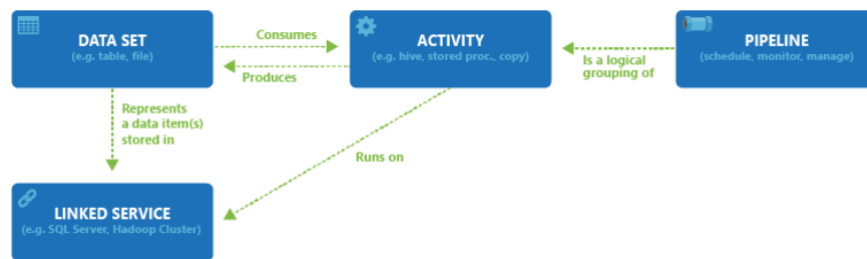 DATA SET
(e.g. table, file)
Consumes
Produces
ACTIVITY
(e.g. hive, stored proc., copy)
Is a logical
grouping of
PIPELINE
(schedule, monitor, manage)
Represents
a data item(s)
stored in
Runs on
LINKED SERVICE
(e.g. SQL Server, Hadoop Cluster)